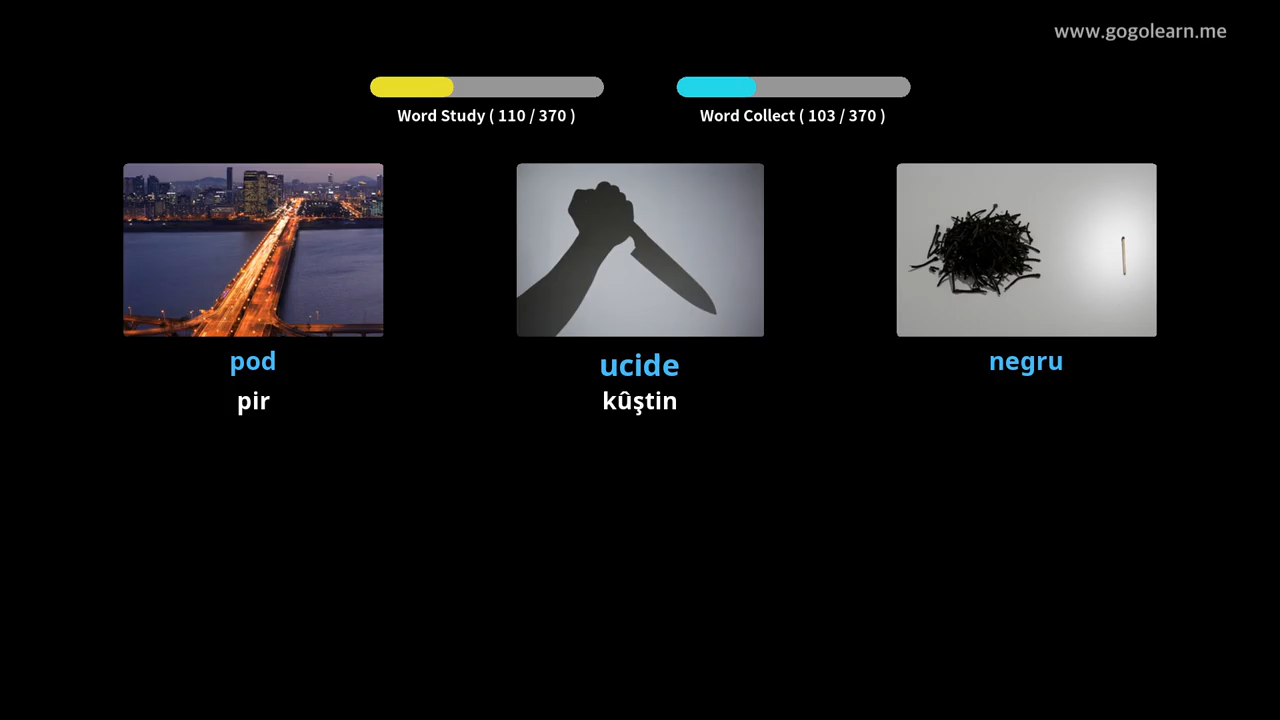 www.gogolearn.me
Word Study ( 110 / 370 )
Word Collect ( 103 / 370 )
pod
ucide
negru
pir
kûştin